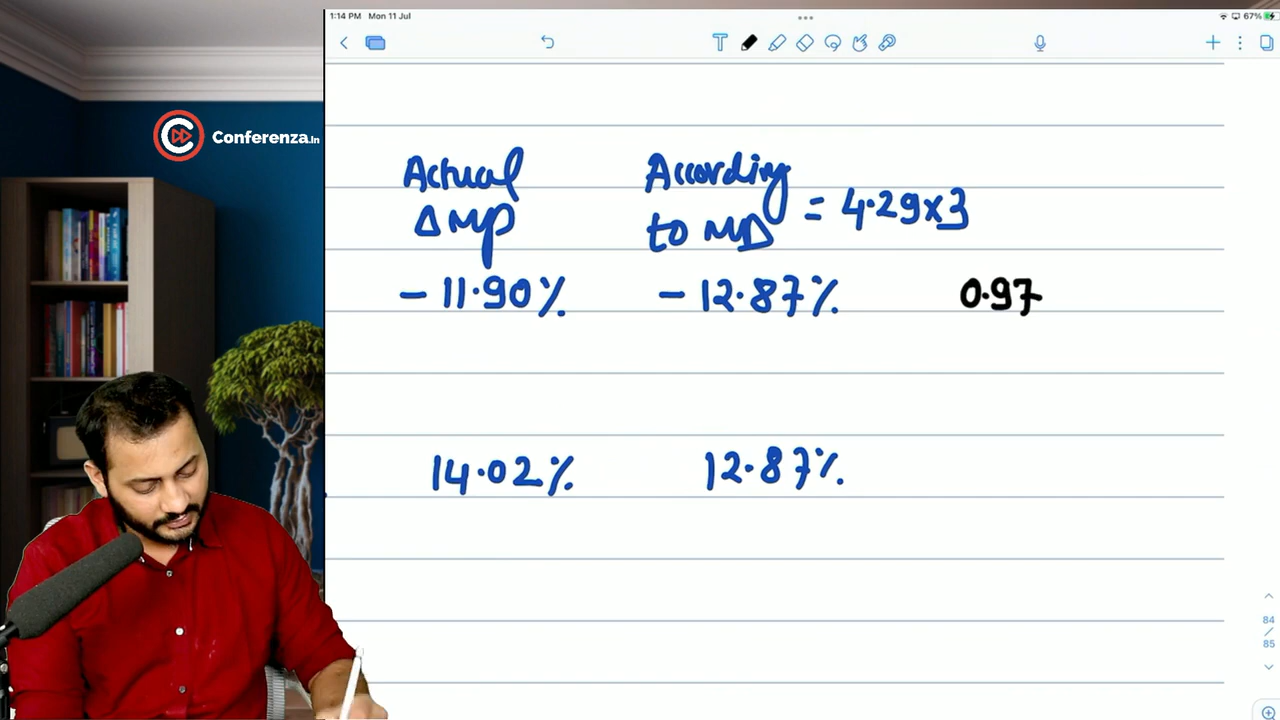 1:14 PM Mon 11 Jul
67%
Conferenza.in
Actual According
Δ MP to MD = 4.29x3
- 11.90% - 12.87% 0.97
14.02% 12.87%
84
/
85